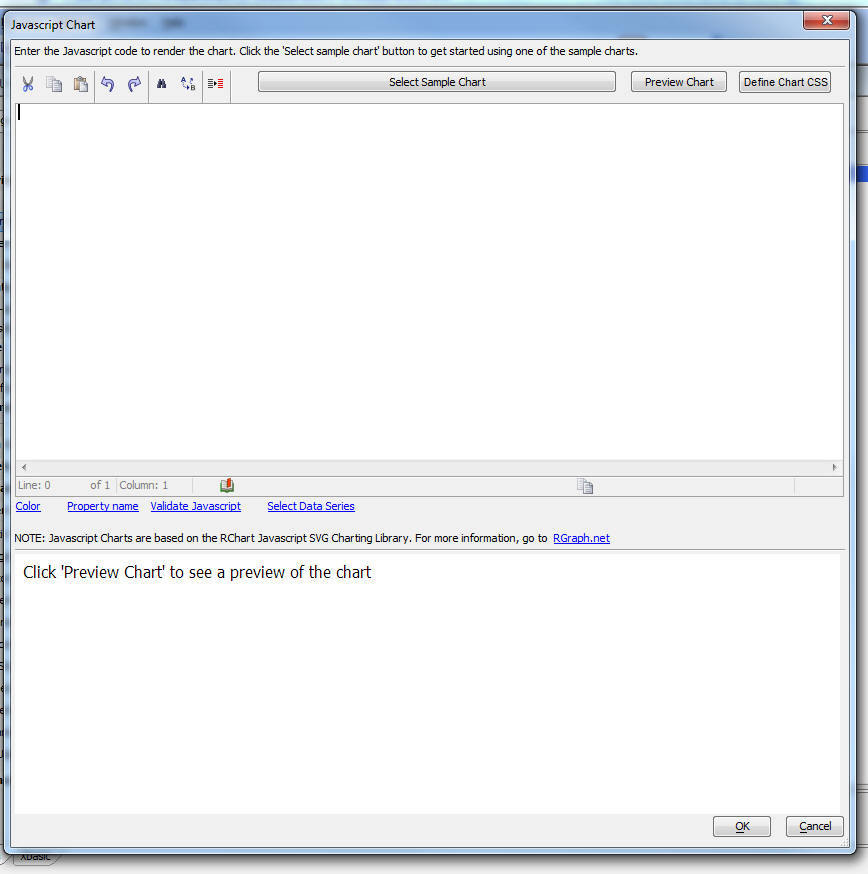 Javascript Chart
Enter the Javascript code to render the chart. Click the 'Select sample chart' button to get started using one of the sample charts.
Select Sample Chart Preview Chart Define Chart CSS
Line: 0 of 1 Column: 1
Color Property name Validate Javascript Select Data Series
NOTE: Javascript Charts are based on the RChart Javascript SVG Charting Library. For more information, go to RGraph.net
Click 'Preview Chart' to see a preview of the chart
OK Cancel
XBasic